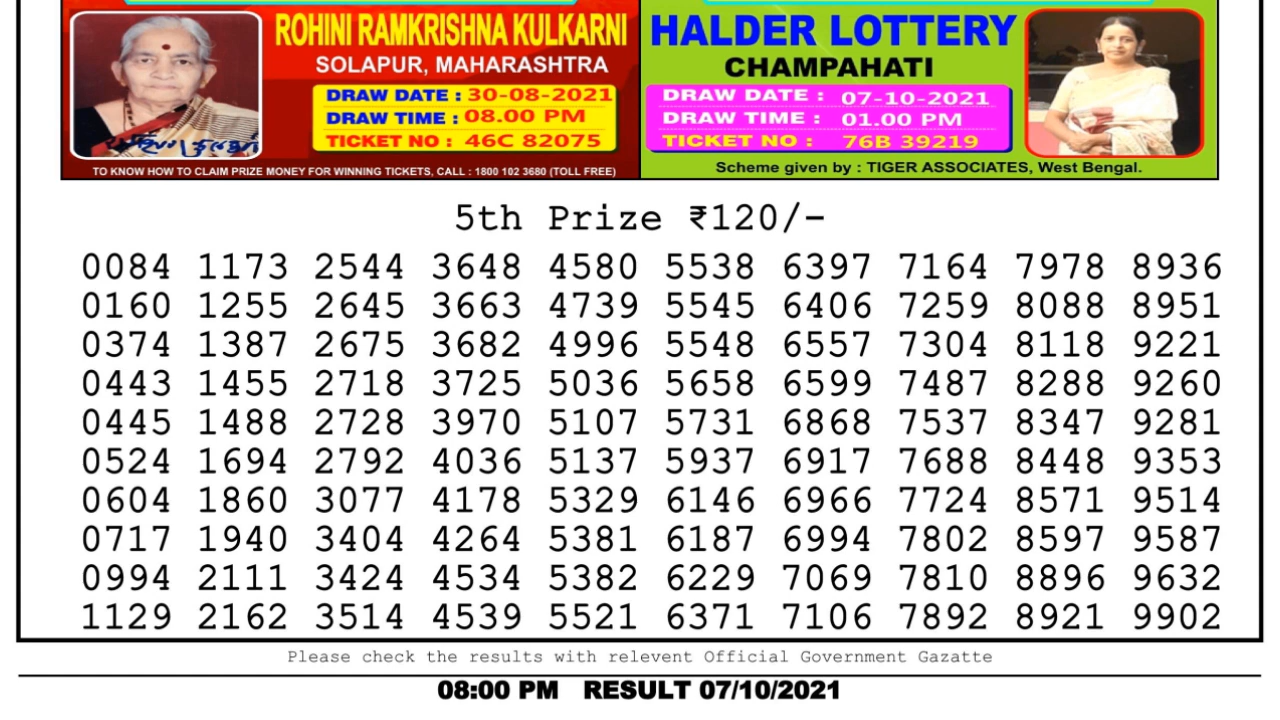 ROHINI RAMKRISHNA KULKARNI
SOLAPUR, MAHARASHTRA
DRAW DATE : 30-08-2021
DRAW TIME : 08.00 PM
TICKET NO : 46C 82075
TO KNOW HOW TO CLAIM PRIZE MONEY FOR WINNING TICKETS, CALL : 1800 102 3680 (TOLL FREE)
HALDER LOTTERY
CHAMPAHATI
DRAW DATE : 07-10-2021
DRAW TIME : 01.00 PM
TICKET NO : 76B 39219
Scheme given by : TIGER ASSOCIATES, West Bengal.
5th Prize ₹120/-
0084 1173 2544 3648 4580 5538 6397 7164 7978 8936
0160 1255 2645 3663 4739 5545 6406 7259 8088 8951
0374 1387 2675 3682 4996 5548 6557 7304 8118 9221
0443 1455 2718 3725 5036 5658 6599 7487 8288 9260
0445 1488 2728 3970 5107 5731 6868 7537 8347 9281
0524 1694 2792 4036 5137 5937 6917 7688 8448 9353
0604 1860 3077 4178 5329 6146 6966 7724 8571 9514
0717 1940 3404 4264 5381 6187 6994 7802 8597 9587
0994 2111 3424 4534 5382 6229 7069 7810 8896 9632
1129 2162 3514 4539 5521 6371 7106 7892 8921 9902
Please check the results with relevent Official Government Gazatte
08:00 PM RESULT 07/10/2021